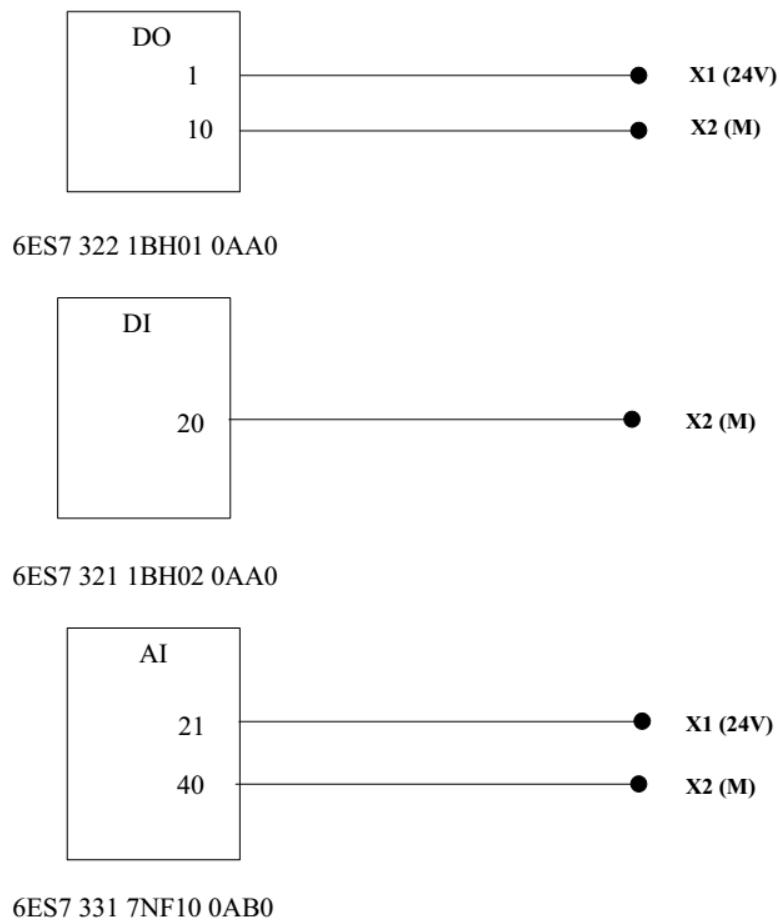 DO
1
X1 (24V)
10
X2 (M)
6ES7 322 1BH01 0AA0
DI
20
X2 (M)
6ES7 321 1BH02 0AA0
AI
21
X1 (24V)
40
X2 (M)
6ES7 331 7NF10 0AB0